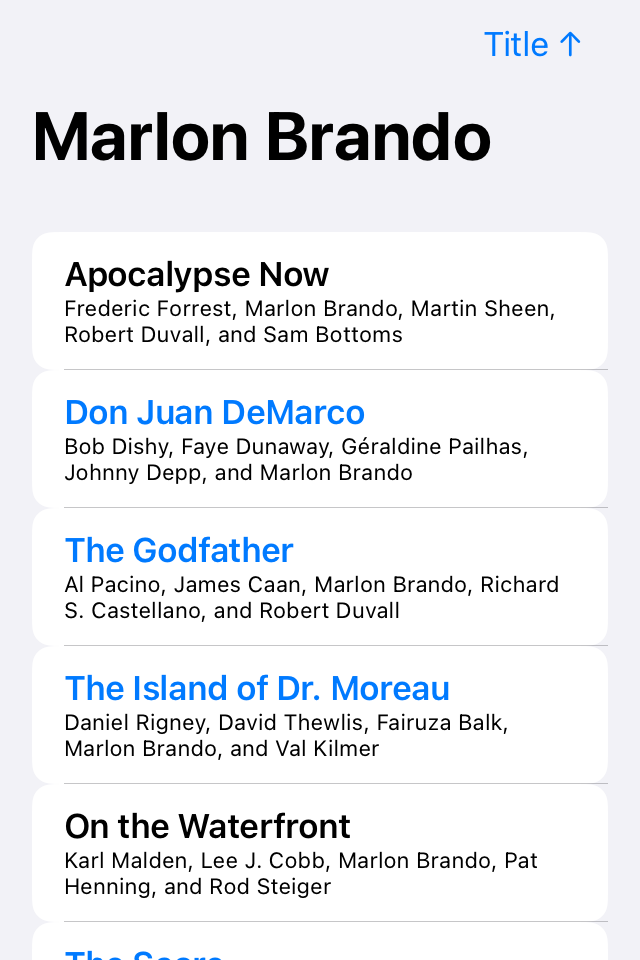 Title ↑
Marlon Brando
Apocalypse Now
Frederic Forrest, Marlon Brando, Martin Sheen,
Robert Duvall, and Sam Bottoms
Don Juan DeMarco
Bob Dishy, Faye Dunaway, Géraldine Pailhas,
Johnny Depp, and Marlon Brando
The Godfather
Al Pacino, James Caan, Marlon Brando, Richard
S. Castellano, and Robert Duvall
The Island of Dr. Moreau
Daniel Rigney, David Thewlis, Fairuza Balk,
Marlon Brando, and Val Kilmer
On the Waterfront
Karl Malden, Lee J. Cobb, Marlon Brando, Pat
Henning, and Rod Steiger
The Score